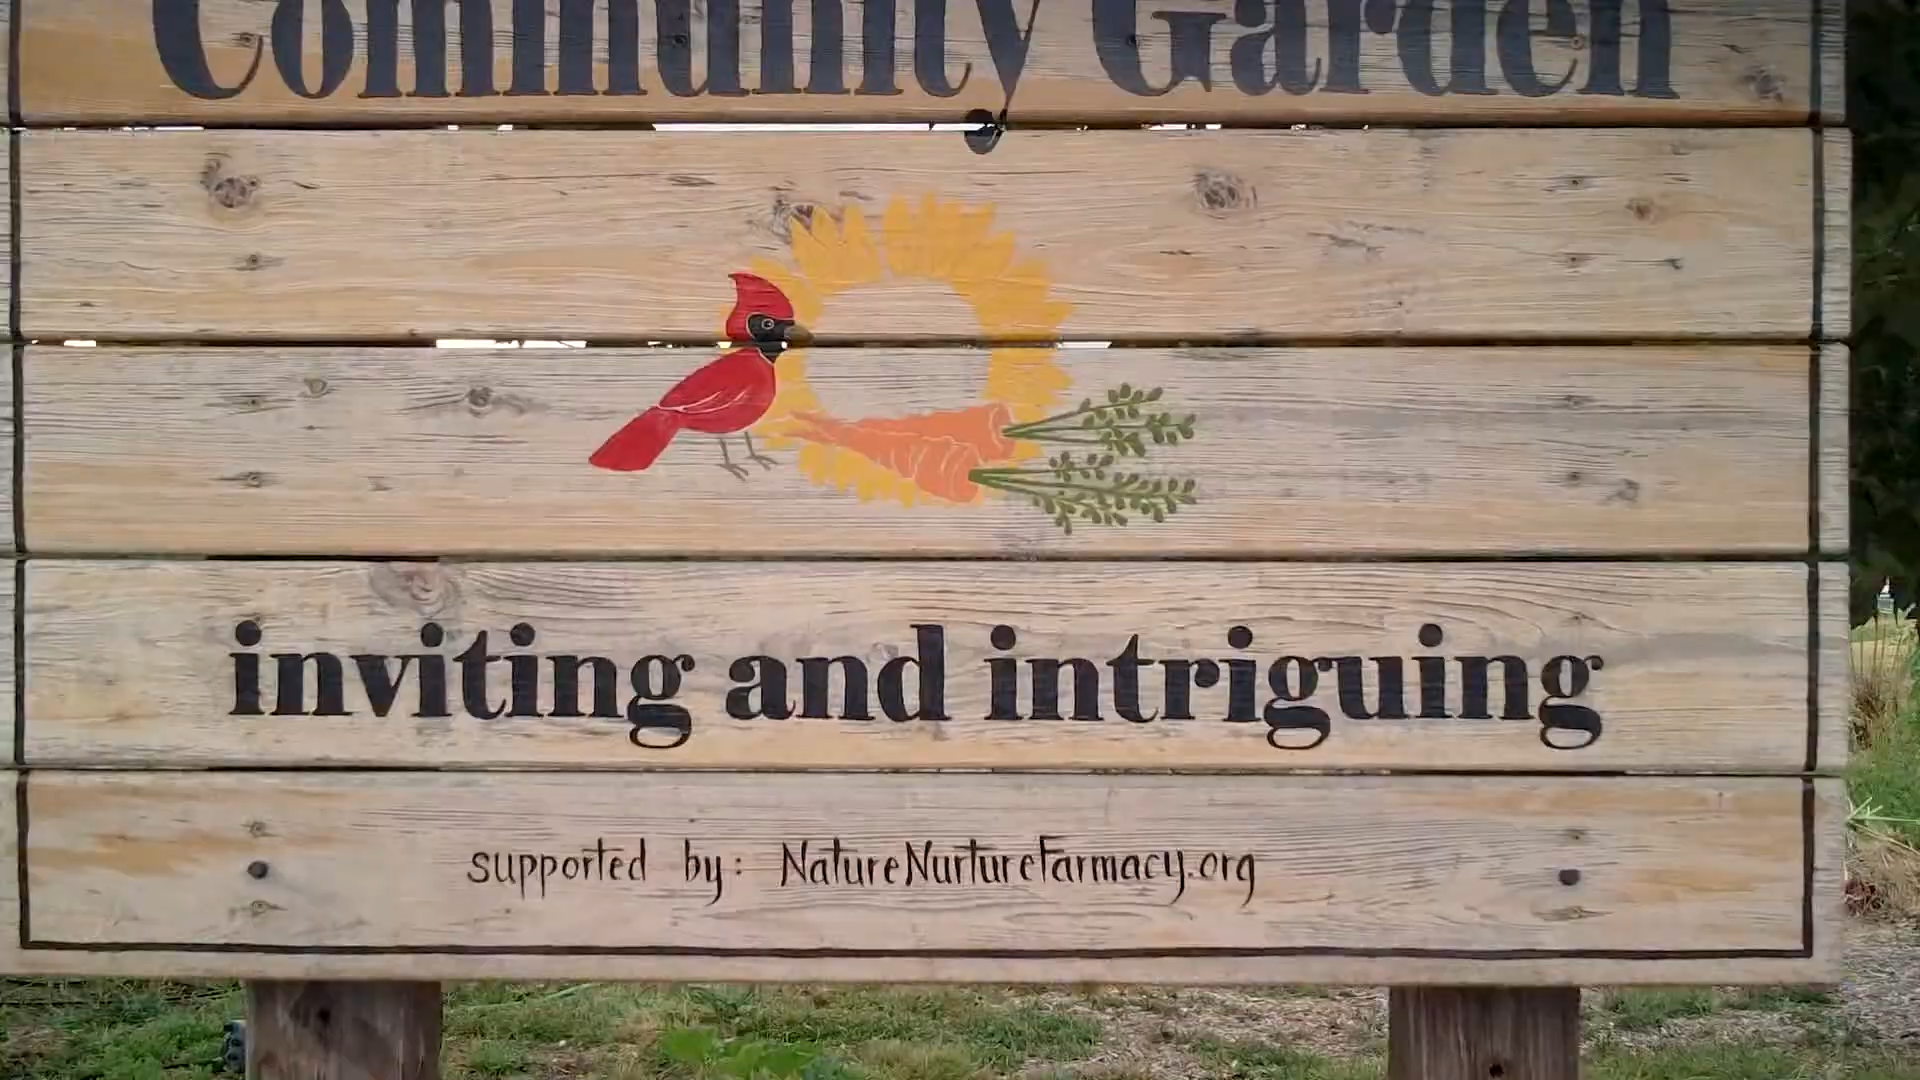 Community Garden
inviting and intriguing
supported by: NatureNurtureFarmacy.org